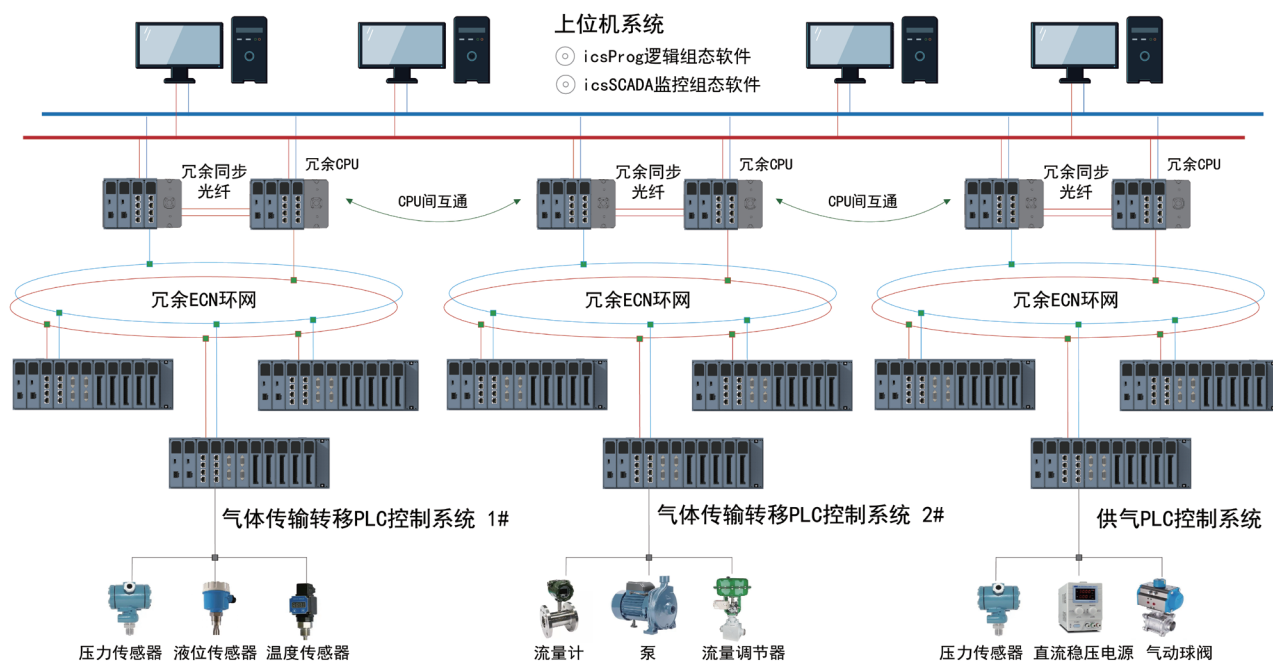 上位机系统
icsProg逻辑组态软件
icsSCADA监控组态软件
冗余同步
光纤
冗余CPU
CPU间互通
冗余同步
光纤
冗余CPU
CPU间互通
冗余同步
光纤
冗余CPU
冗余ECN环网
冗余ECN环网
冗余ECN环网
气体传输转移PLC控制系统 1#
气体传输转移PLC控制系统 2#
供气PLC控制系统
压力传感器
液位传感器
温度传感器
流量计
泵
流量调节器
压力传感器
直流稳压电源
气动球阀